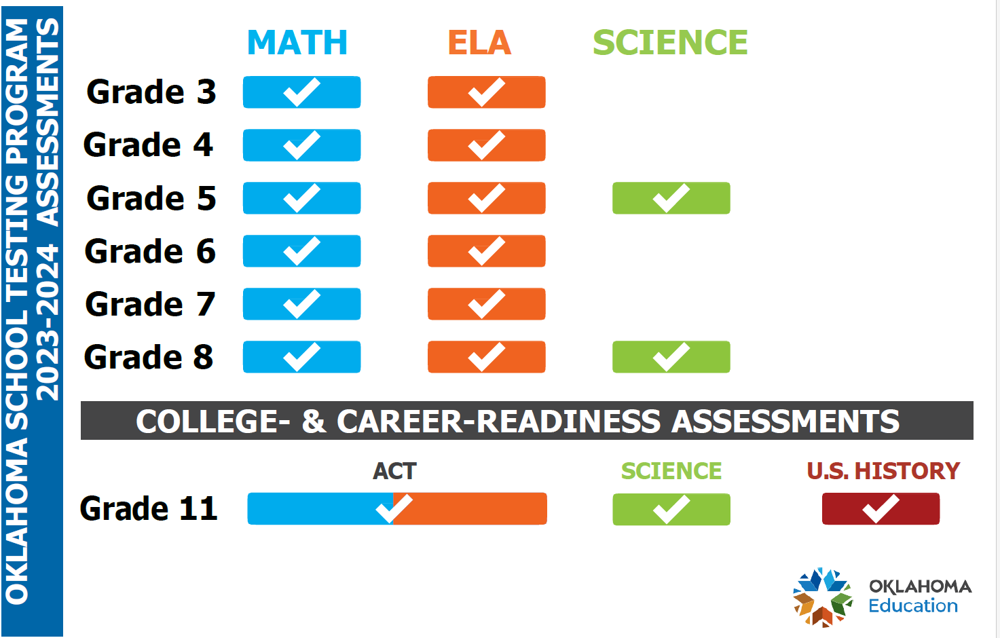 OKLAHOMA SCHOOL TESTING PROGRAM
2023-2024 ASSESSMENTS
MATH ELA SCIENCE
Grade 3
Grade 4
Grade 5
Grade 6
Grade 7
Grade 8
COLLEGE- & CAREER-READINESS ASSESSMENTS
ACT SCIENCE U.S. HISTORY
Grade 11
OKLAHOMA
Education